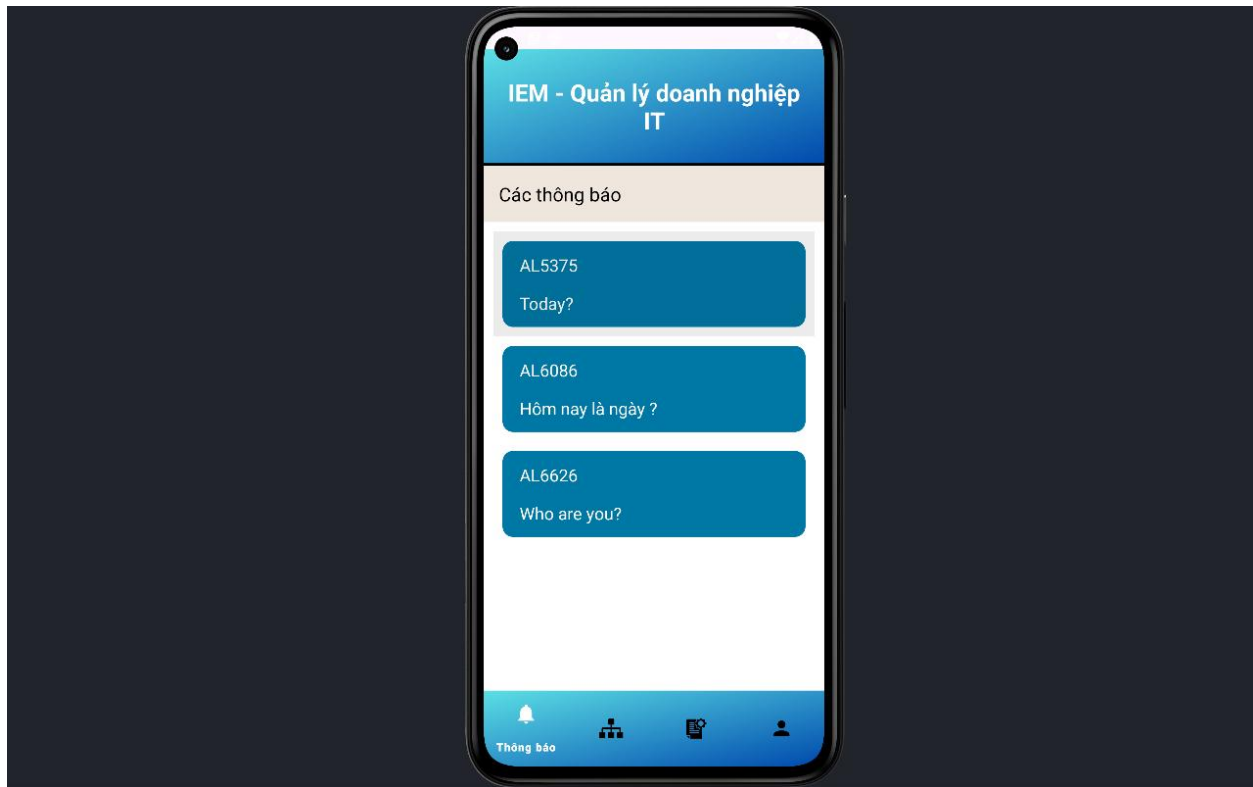 IEM - Quản lý doanh nghiệp
IT
Các thông báo
AL5375
Today?
AL6086
Hôm nay là ngày ?
AL6626
Who are you?
Thông báo